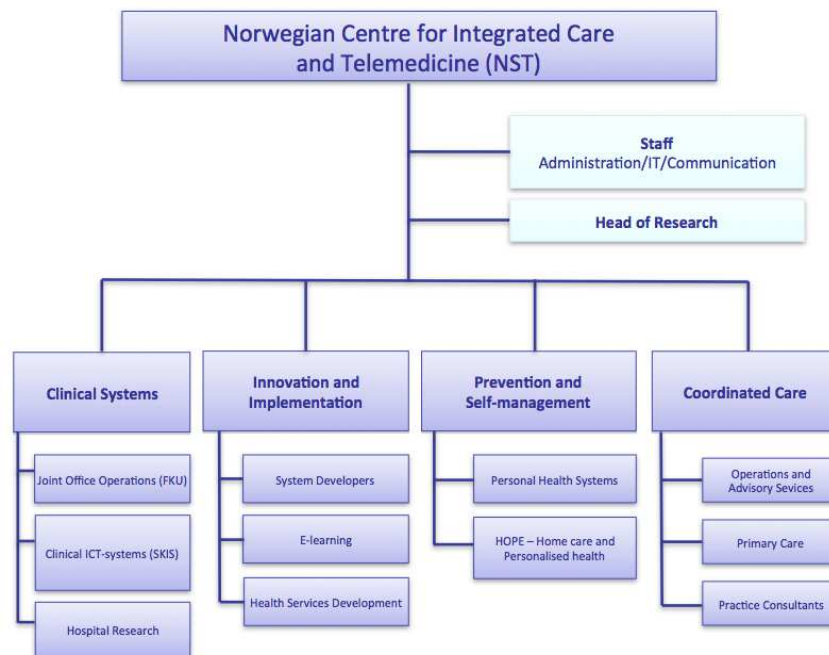 Norwegian Centre for Integrated Care
and Telemedicine (NST)
Staff
Administration/IT/Communication
Head of Research
Clinical Systems
Joint Office Operations (FKU)
Clinical ICT-systems (SKIS)
Hospital Research
Innovation and
Implementation
System Developers
E-learning
Health Services Development
Prevention and
Self-management
Personal Health Systems
HOPE – Home care and
Personalised health
Coordinated Care
Operations and
Advisory Sevices
Primary Care
Practice Consultants